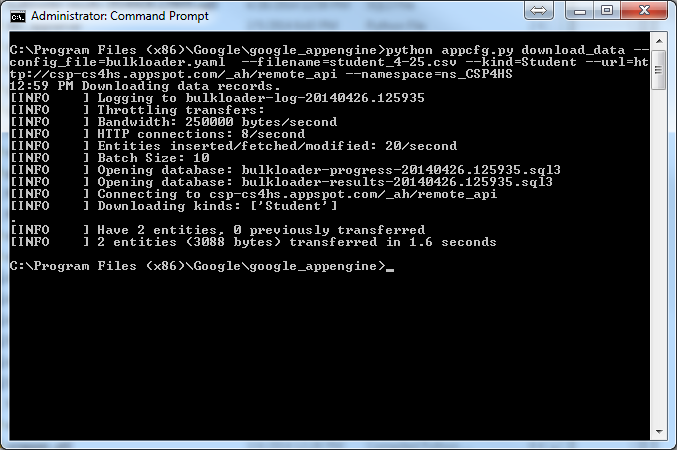 Administrator: Command Prompt
C:\Program Files (x86)\Google\google_appengine>python appcfg.py download_data --
config_file=bulkloader.yaml  --filename=student_4-25.csv --kind=Student --url=ht
tp://csp-cs4hs.appspot.com/_ah/remote_api --namespace=ns_CSP4HS
12:59 PM Downloading data records.
[INFO    ] Logging to bulkloader-log-20140426.125935
[INFO    ] Throttling transfers:
[INFO    ] Bandwidth: 250000 bytes/second
[INFO    ] HTTP connections: 8/second
[INFO    ] Entities inserted/fetched/modified: 20/second
[INFO    ] Batch Size: 10
[INFO    ] Opening database: bulkloader-progress-20140426.125935.sql3
[INFO    ] Opening database: bulkloader-results-20140426.125935.sql3
[INFO    ] Connecting to csp-cs4hs.appspot.com/_ah/remote_api
[INFO    ] Downloading kinds: ['Student']
.
[INFO    ] Have 2 entities, 0 previously transferred
[INFO    ] 2 entities (3088 bytes) transferred in 1.6 seconds
C:\Program Files (x86)\Google\google_appengine>_